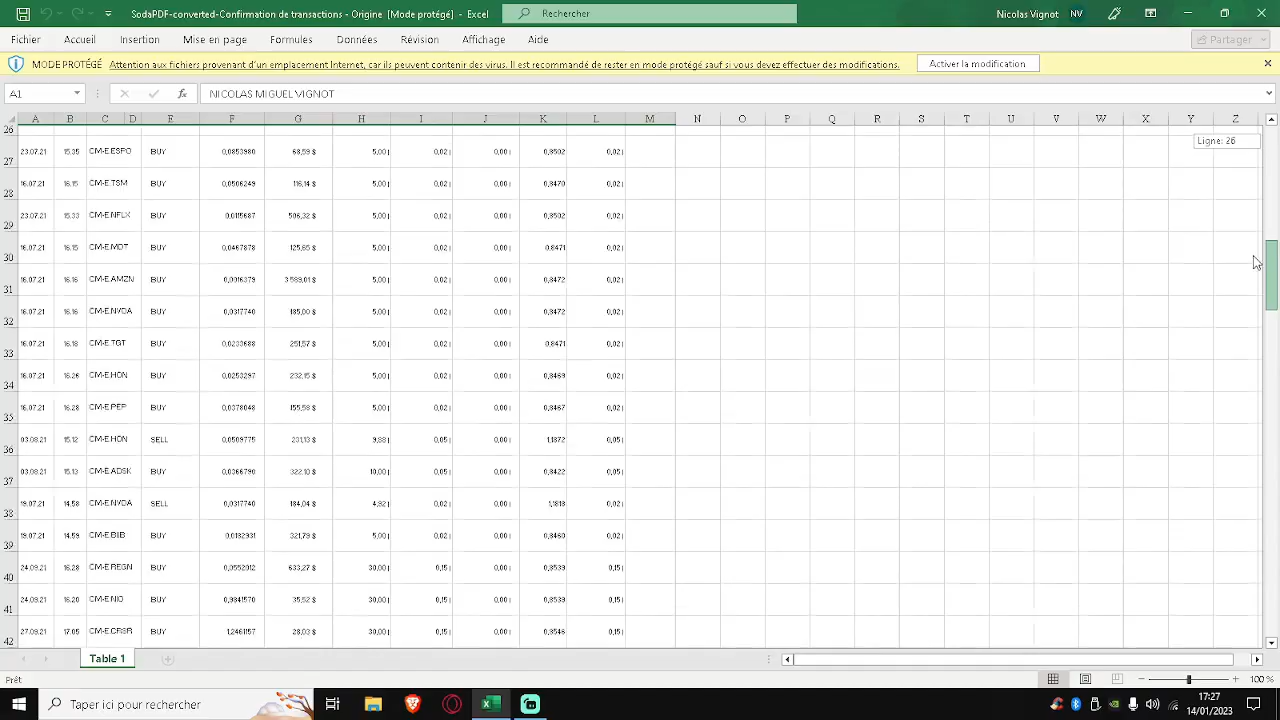 SodaPDF-converted-Confirmation de transactions - Origine [Mode protégé] - Excel
Rechercher
Nicolas Vignot NV
Fichier Accueil Insertion Mise en page Formules Données Révision Affichage Aide
Partager
MODE PROTÉGÉ Attention aux fichiers provenant d'un emplacement Internet, car ils peuvent contenir des virus. Il est recommandé de rester en mode protégé sauf si vous devez effectuer des modifications. Activer la modification
A1 fx NICOLAS MIGUEL VIGNOT
A B C D E F G H I J K L M N O P Q R S T U V W X Y Z
26 Ligne: 26
27 23.07.21 15:35 CM-E.ESPO BUY 0,0853980 68,59 $ 5,00 0,02 0,00 0,8502 0,02
28 16.07.21 16:15 CM-E.TSM BUY 0,0506249 116,14 $ 5,00 0,02 0,00 0,8470 0,02
29 23.07.21 15:33 CM-E.NFLX BUY 0,0115687 506,32 $ 5,00 0,02 0,00 0,8502 0,02
30 16.07.21 16:15 CM-E.MDT BUY 0,0467878 125,65 $ 5,00 0,02 0,00 0.8471 0,02
31 16.07.21 16:16 CM-E.AMZN BUY 0,0016379 3 589,01 $ 5,00 0,02 0,00 0,8472 0,02
32 16.07.21 16:16 CM-E.NVDA BUY 0,0317740 185,00 $ 5,00 0,02 0,00 0,8472 0,02
33 16.07.21 16:18 CM-E.TGT BUY 0,0233688 251,57 $ 5,00 0,02 0,00 0.8471 0,02
34 16.07.21 16:26 CM-E.HON BUY 0,0253297 232,15 $ 5,00 0,02 0,00 0,8469 0,02
35 16.07.21 16:28 CM-E.PEP BUY 0,0378048 155,58 $ 5,00 0,02 0,00 0,8467 0,02
36 03.08.21 15:12 CM-E.HON SELL 0,0509775 231,13 $ 9,88 0,05 0,00 1,1872 0,05
37 03.08.21 15:13 CM-E.ADSK BUY 0,0366790 322,10 $ 10,00 0,05 0,00 0,8422 0,05
38 19.07.21 14:58 CM-E.NVDA SELL 0,0317740 184,04 $ 4,92 0,02 0,00 1,1813 0,02
39 19.07.21 14:59 CM-E.BIB BUY 0,0182931 321,79 $ 5,00 0,02 0,00 0,8460 0,02
40 24.09.21 16:28 CM-E.REGN BUY 0,0552012 633,27 $ 30,00 0,15 0,00 0,8539 0,15
41 24.09.21 16:20 CM-E.NIO BUY 0,9841570 35,52 $ 30,00 0,15 0,00 0,8538 0,15
42 27.09.21 17:05 CM-E.CRSR BUY 1,2461157 28,03 $ 30,00 0,15 0,00 0,8546 0,15
Table 1
Prêt 100 %
Taper ici pour rechercher
17:27
14/01/2023